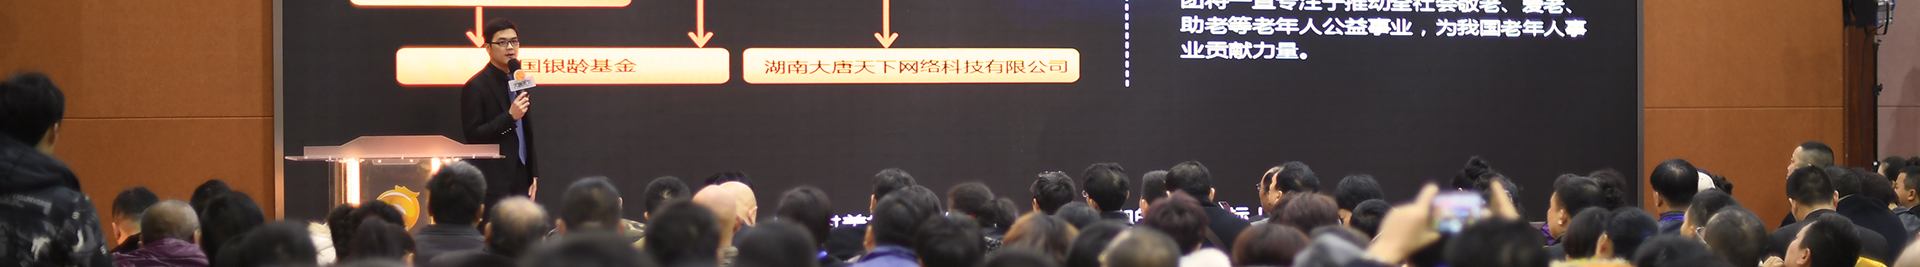 团将一直专注于推动全社会敬老、爱老、
助老等老年人公益事业，为我国老年人事
业贡献力量。
国银龄基金
湖南大唐天下网络科技有限公司